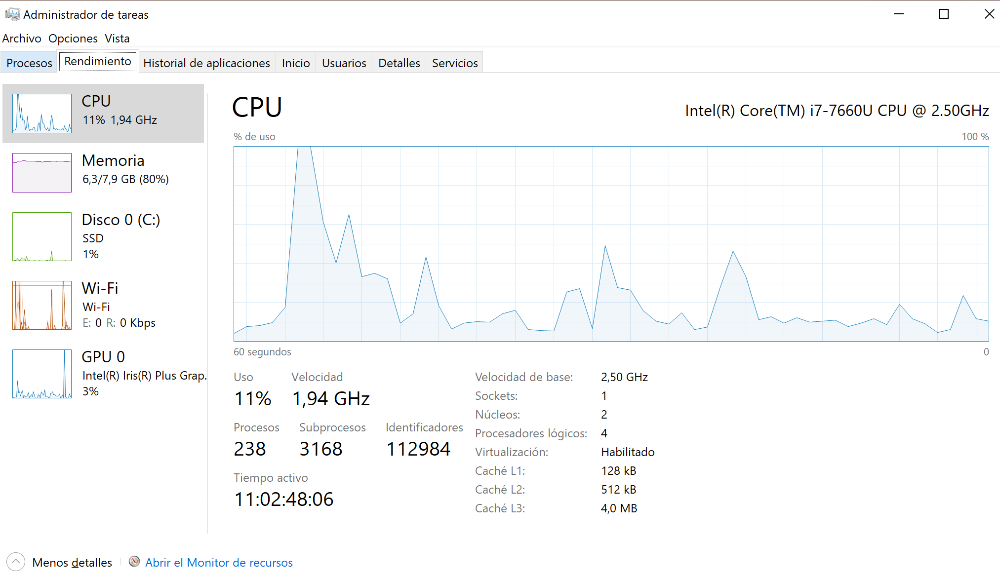 Administrador de tareas
Archivo Opciones Vista
Procesos Rendimiento Historial de aplicaciones Inicio Usuarios Detalles Servicios
CPU
11% 1,94 GHz
Memoria
6,3/7,9 GB (80%)
Disco 0 (C:)
SSD
1%
Wi-Fi
Wi-Fi
E: 0 R: 0 Kbps
GPU 0
Intel(R) Iris(R) Plus Grap.
3%
CPU
Intel(R) Core(TM) i7-7660U CPU @ 2.50GHz
% de uso 100 %
60 segundos 0
Uso Velocidad
11% 1,94 GHz
Procesos Subprocesos Identificadores
238 3168 112984
Tiempo activo
11:02:48:06
Velocidad de base: 2,50 GHz
Sockets: 1
Núcleos: 2
Procesadores lógicos: 4
Virtualización: Habilitado
Caché L1: 128 kB
Caché L2: 512 kB
Caché L3: 4,0 MB
Menos detalles Abrir el Monitor de recursos